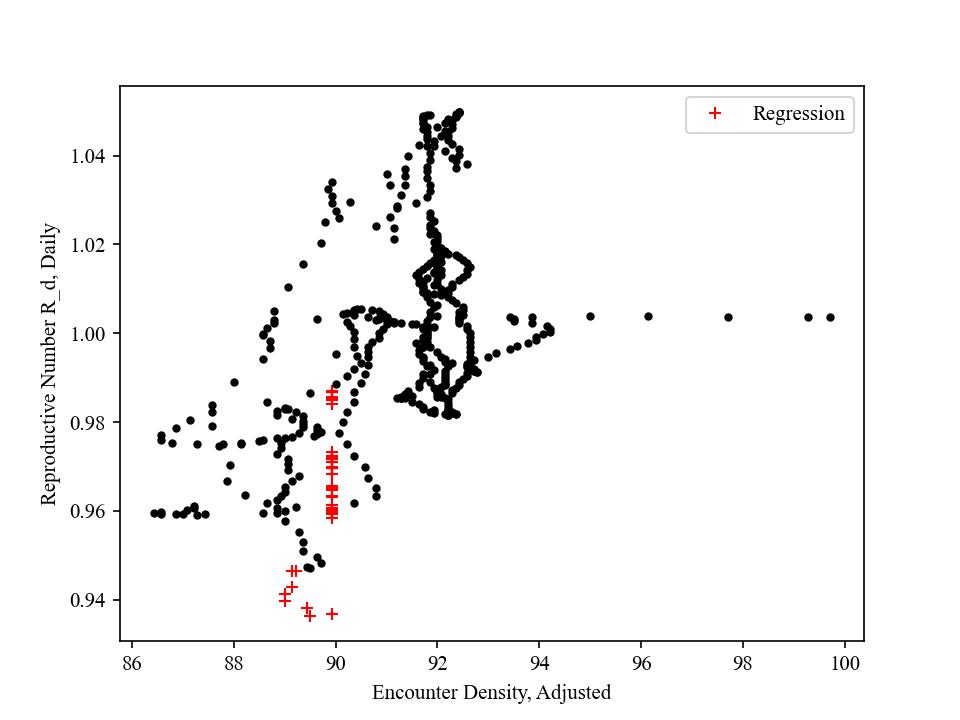 Regression
1.04
1.02
1.00
0.98
0.96
0.94
Reproductive Number R_d, Daily
86 88 90 92 94 96 98 100
Encounter Density, Adjusted